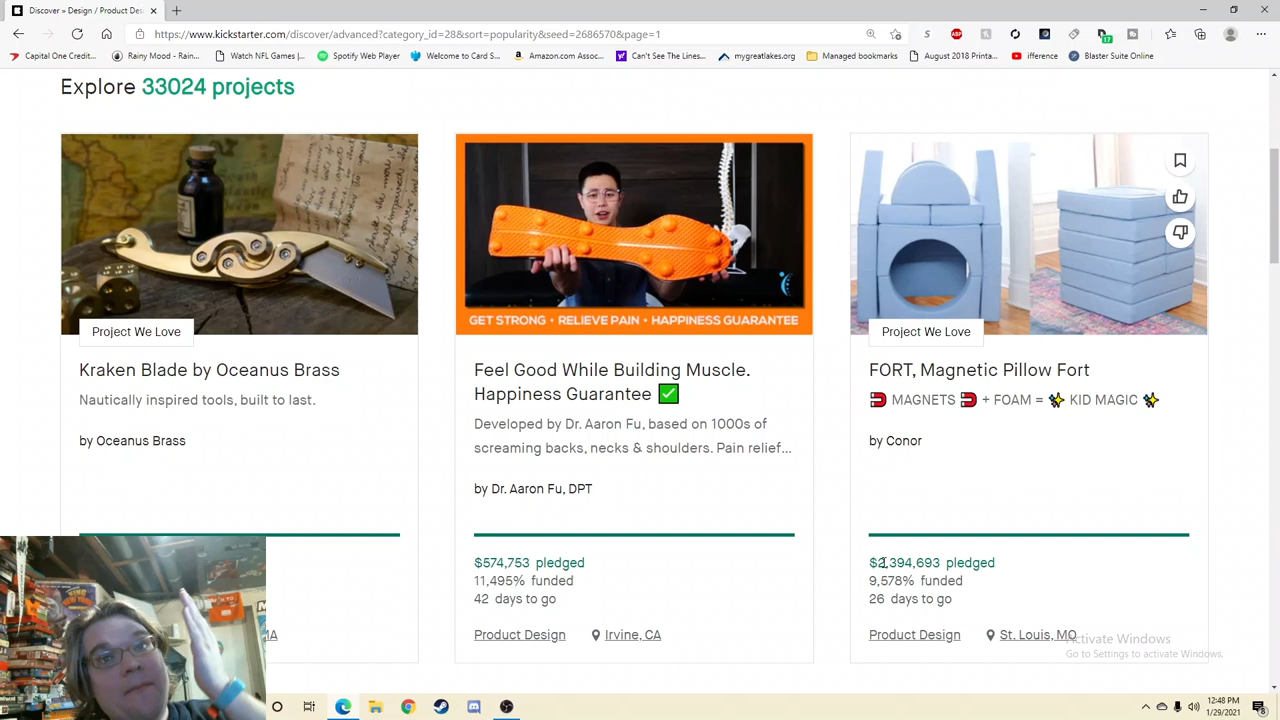 Discover » Design / Product Des
https://www.kickstarter.com/discover/advanced?category_id=28&sort=popularity&seed=2686570&page=1
Capital One Credit... Rainy Mood - Rain... Watch NFL Games |... Spotify Web Player Welcome to Card S... Amazon.com Assoc... Can't See The Lines... mygreatlakes.org Managed bookmarks August 2018 Printa... ifference Blaster Suite Online
Explore 33024 projects
GET STRONG • RELIEVE PAIN • HAPPINESS GUARANTEE
Project We Love
Project We Love
Kraken Blade by Oceanus Brass
Nautically inspired tools, built to last.
by Oceanus Brass
Feel Good While Building Muscle.
Happiness Guarantee ✅
Developed by Dr. Aaron Fu, based on 1000s of
screaming backs, necks & shoulders. Pain relief...
by Dr. Aaron Fu, DPT
$574,753 pledged
11,495% funded
42 days to go
Product Design Irvine, CA
FORT, Magnetic Pillow Fort
🧲 MAGNETS 🧲 + FOAM = ✨ KID MAGIC ✨
by Conor
$2,394,693 pledged
9,578% funded
26 days to go
Product Design St. Louis, MO
MA
Activate Windows
Go to Settings to activate Windows.
12:48 PM
1/29/2021